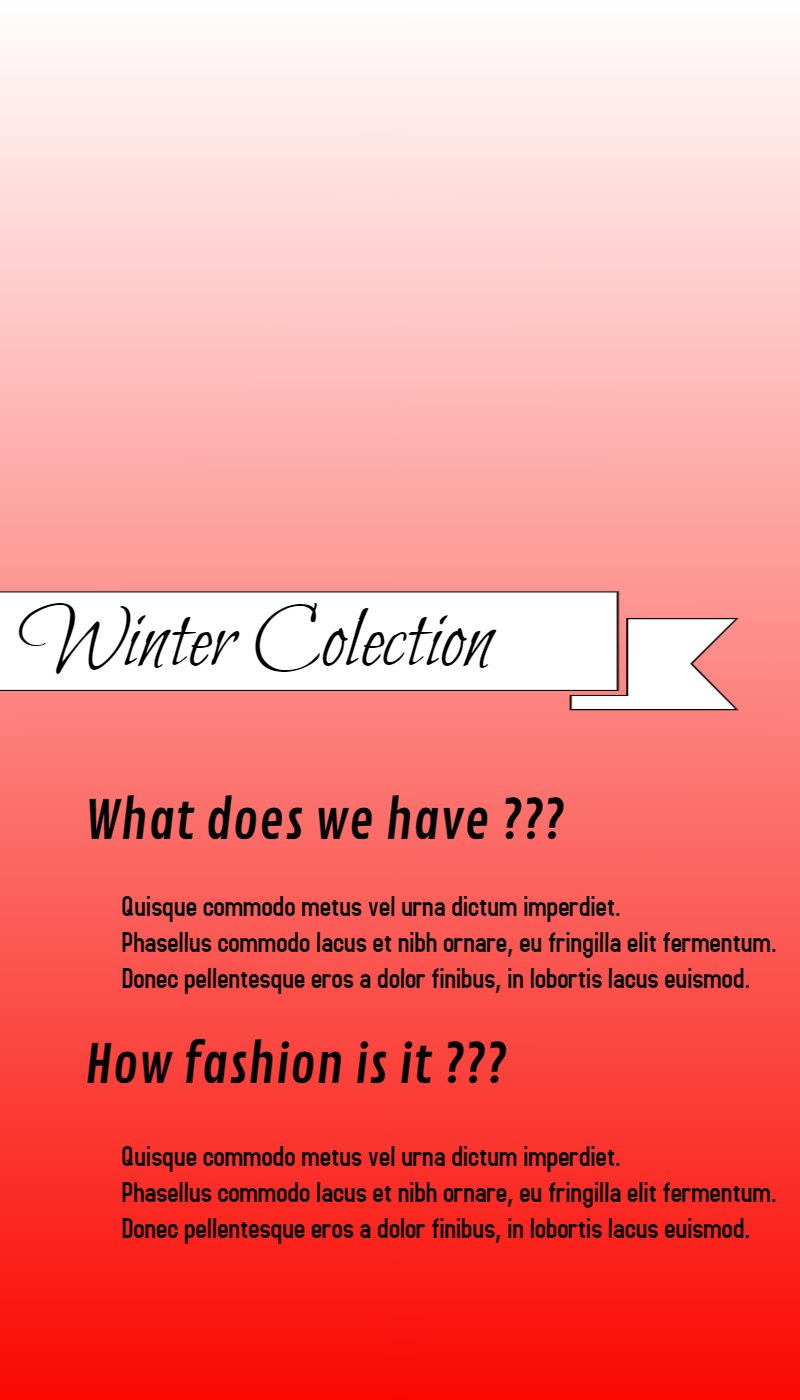 Winter Colection
What does we have ???
Quisque commodo metus vel urna dictum imperdiet.
Phasellus commodo lacus et nibh ornare, eu fringilla elit fermentum.
Donec pellentesque eros a dolor finibus, in lobortis lacus euismod.
How fashion is it ???
Quisque commodo metus vel urna dictum imperdiet.
Phasellus commodo lacus et nibh ornare, eu fringilla elit fermentum.
Donec pellentesque eros a dolor finibus, in lobortis lacus euismod.